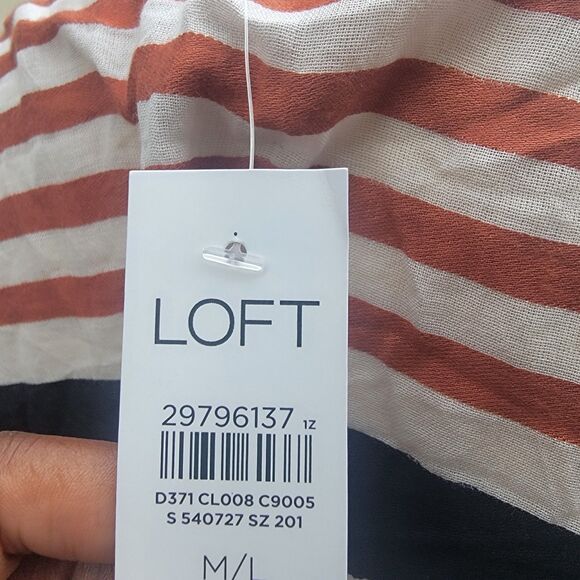 LOFT
29796137 1Z
D371 CL008 C9005
S 540727 SZ 201
M/L